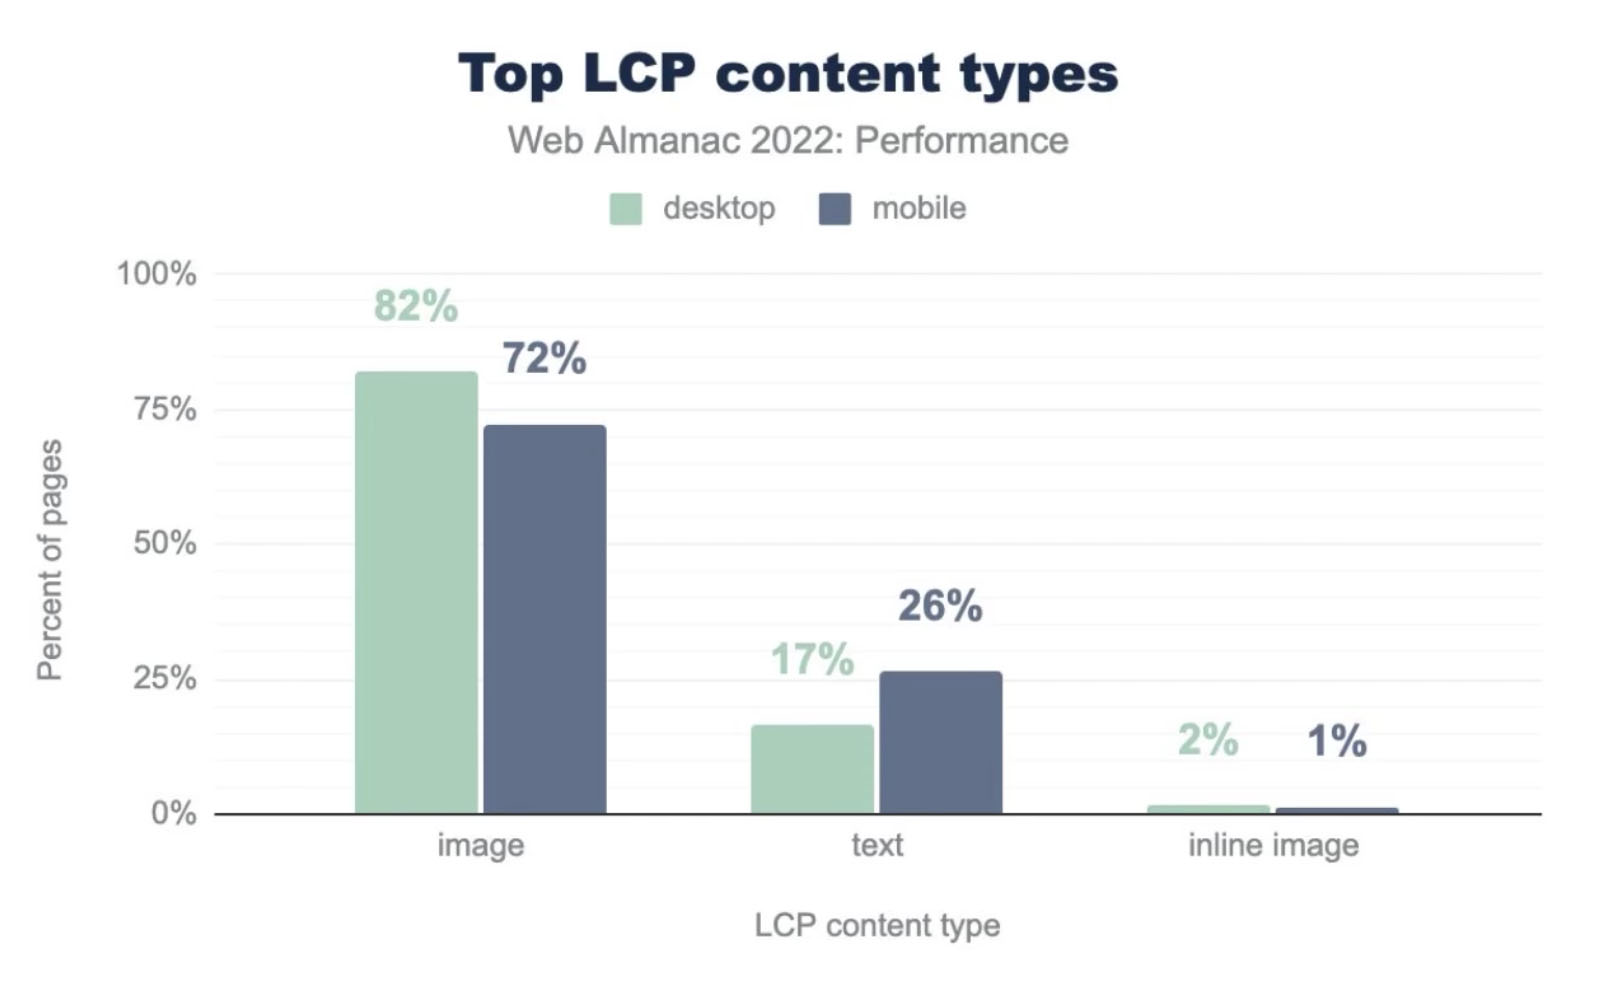 Top LCP content types
Web Almanac 2022: Performance
desktop mobile
100%
75%
50%
25%
0%
Percent of pages
82%
72%
17%
26%
2%
1%
image text inline image
LCP content type